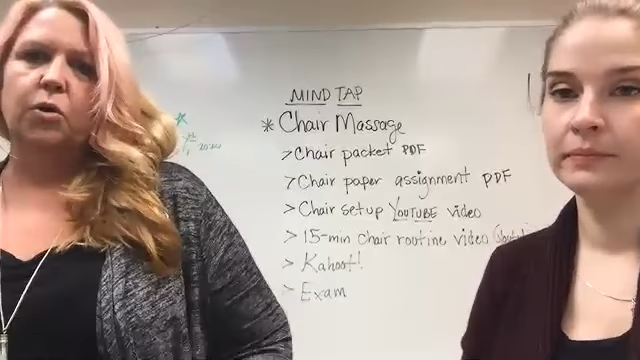 MIND TAP
* Chair Massage
> Chair packet PDF
> Chair paper assignment PDF
> Chair setup YOUTUBE video
> 15-min Chair routine video
> Kahoot!
> Exam